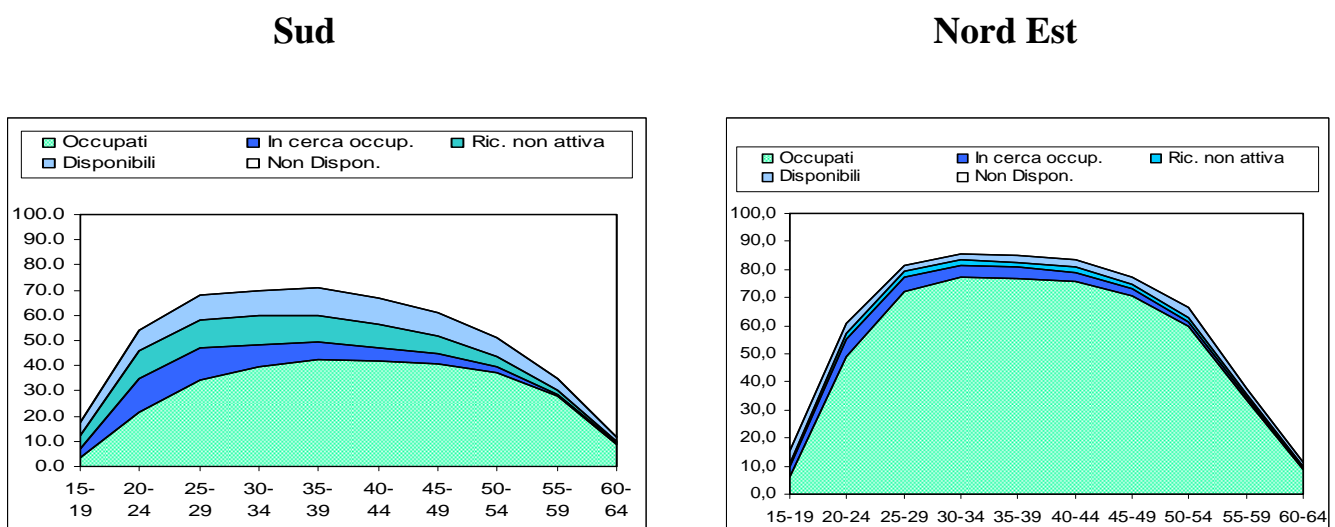 Sud
Occupati In cerca occup. Ric. non attiva
Disponibili Non Dispon.
100.0
90.0
80.0
70.0
60.0
50.0
40.0
30.0
20.0
10.0
0.0
15- 20- 25- 30- 35- 40- 45- 50- 55- 60-
19 24 29 34 39 44 49 54 59 64
Nord Est
Occupati In cerca occup. Ric. non attiva
Disponibili Non Dispon.
100,0
90,0
80,0
70,0
60,0
50,0
40,0
30,0
20,0
10,0
0,0
15-19 20-24 25-29 30-34 35-39 40-44 45-49 50-54 55-59 60-64